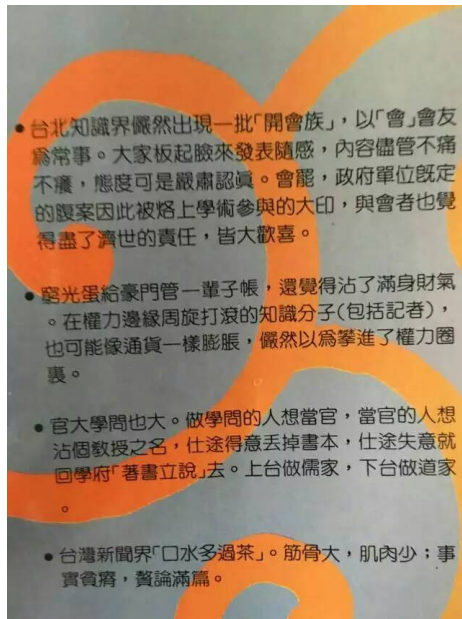 •台北知識界儼然出現一批「開會族」，以「會」會友
爲常事。大家板起臉來發表隨感，內容儘管不痛
不癢，態度可是嚴肅認眞。會罷，政府單位旣定
的腹案因此被烙上學術參與的大印，與會者也覺
得盡了濟世的責任，皆大歡喜。
•窮光蛋給豪門管一輩子帳，還覺得沾了滿身財氣
。在權力邊緣周旋打滾的知識分子(包括記者)，
也可能像通貨一樣膨脹，儼然以爲攀進了權力圈
裏。
•官大學問也大。做學問的人想當官，當官的人想
沾個教授之名，仕途得意丟掉書本，仕途失意就
回學府「著書立說」去。上台做儒家，下台做道家
。
•台灣新聞界「口水多過茶」。筋骨大，肌肉少；事
實貧瘠，贅論滿篇。